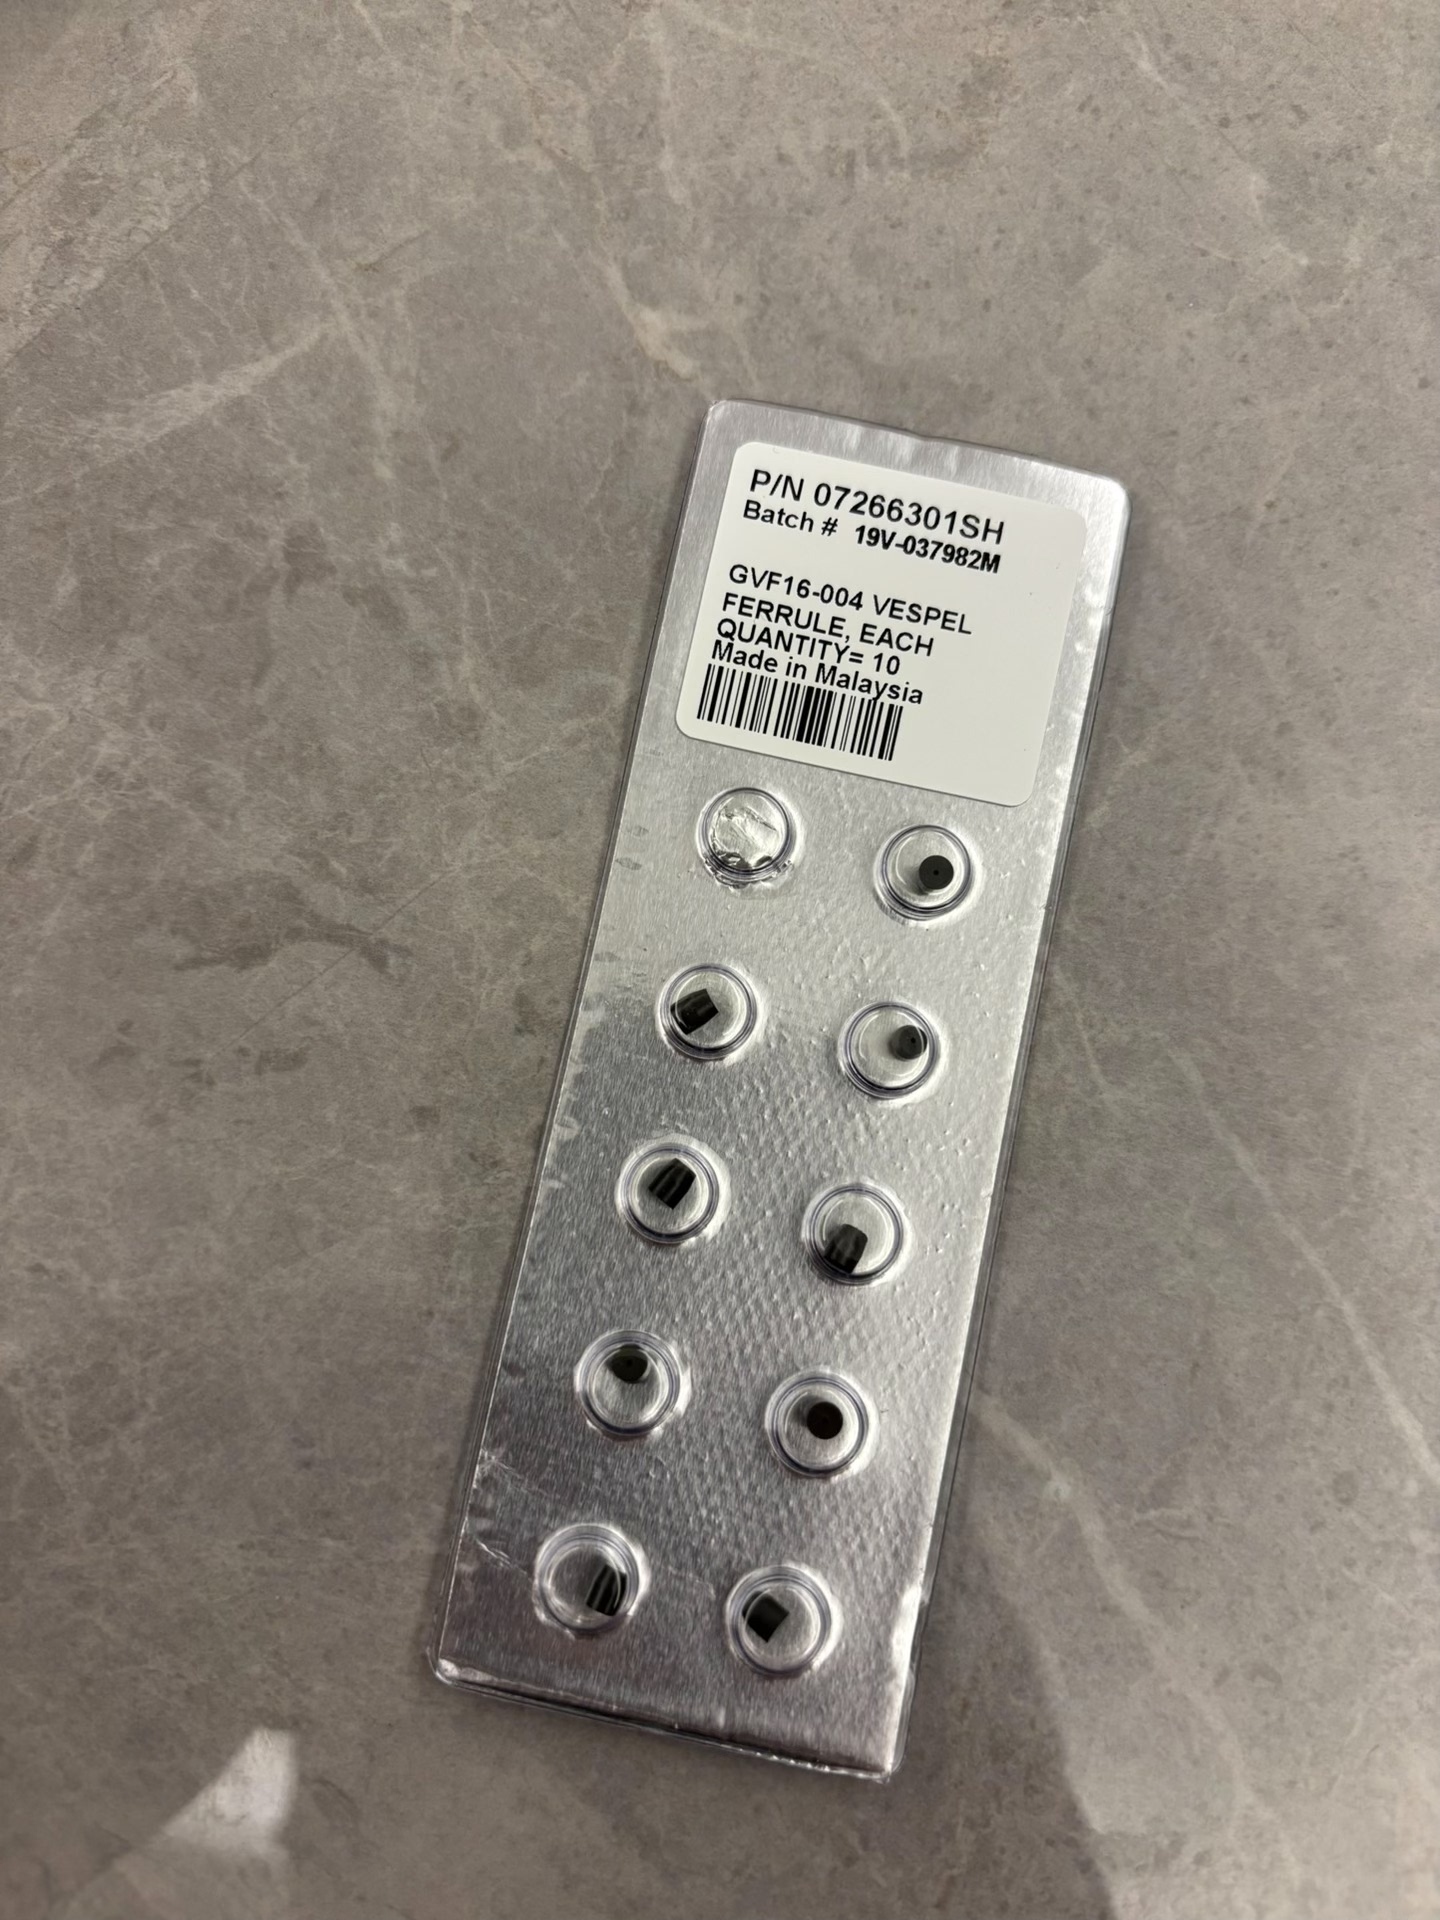 P/N 07266301SH
Batch # 19V-037982M
GVF16-004 VESPEL
FERRULE, EACH
QUANTITY= 10
Made in Malaysia